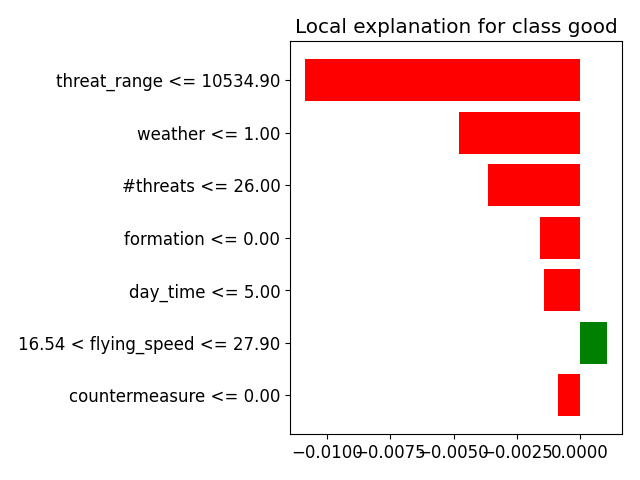 Local explanation for class good
threat_range <= 10534.90
weather <= 1.00
#threats <= 26.00
formation <= 0.00
day_time <= 5.00
16.54 < flying_speed <= 27.90
countermeasure <= 0.00
−0.0100 −0.0075 −0.0050 −0.0025 0.0000